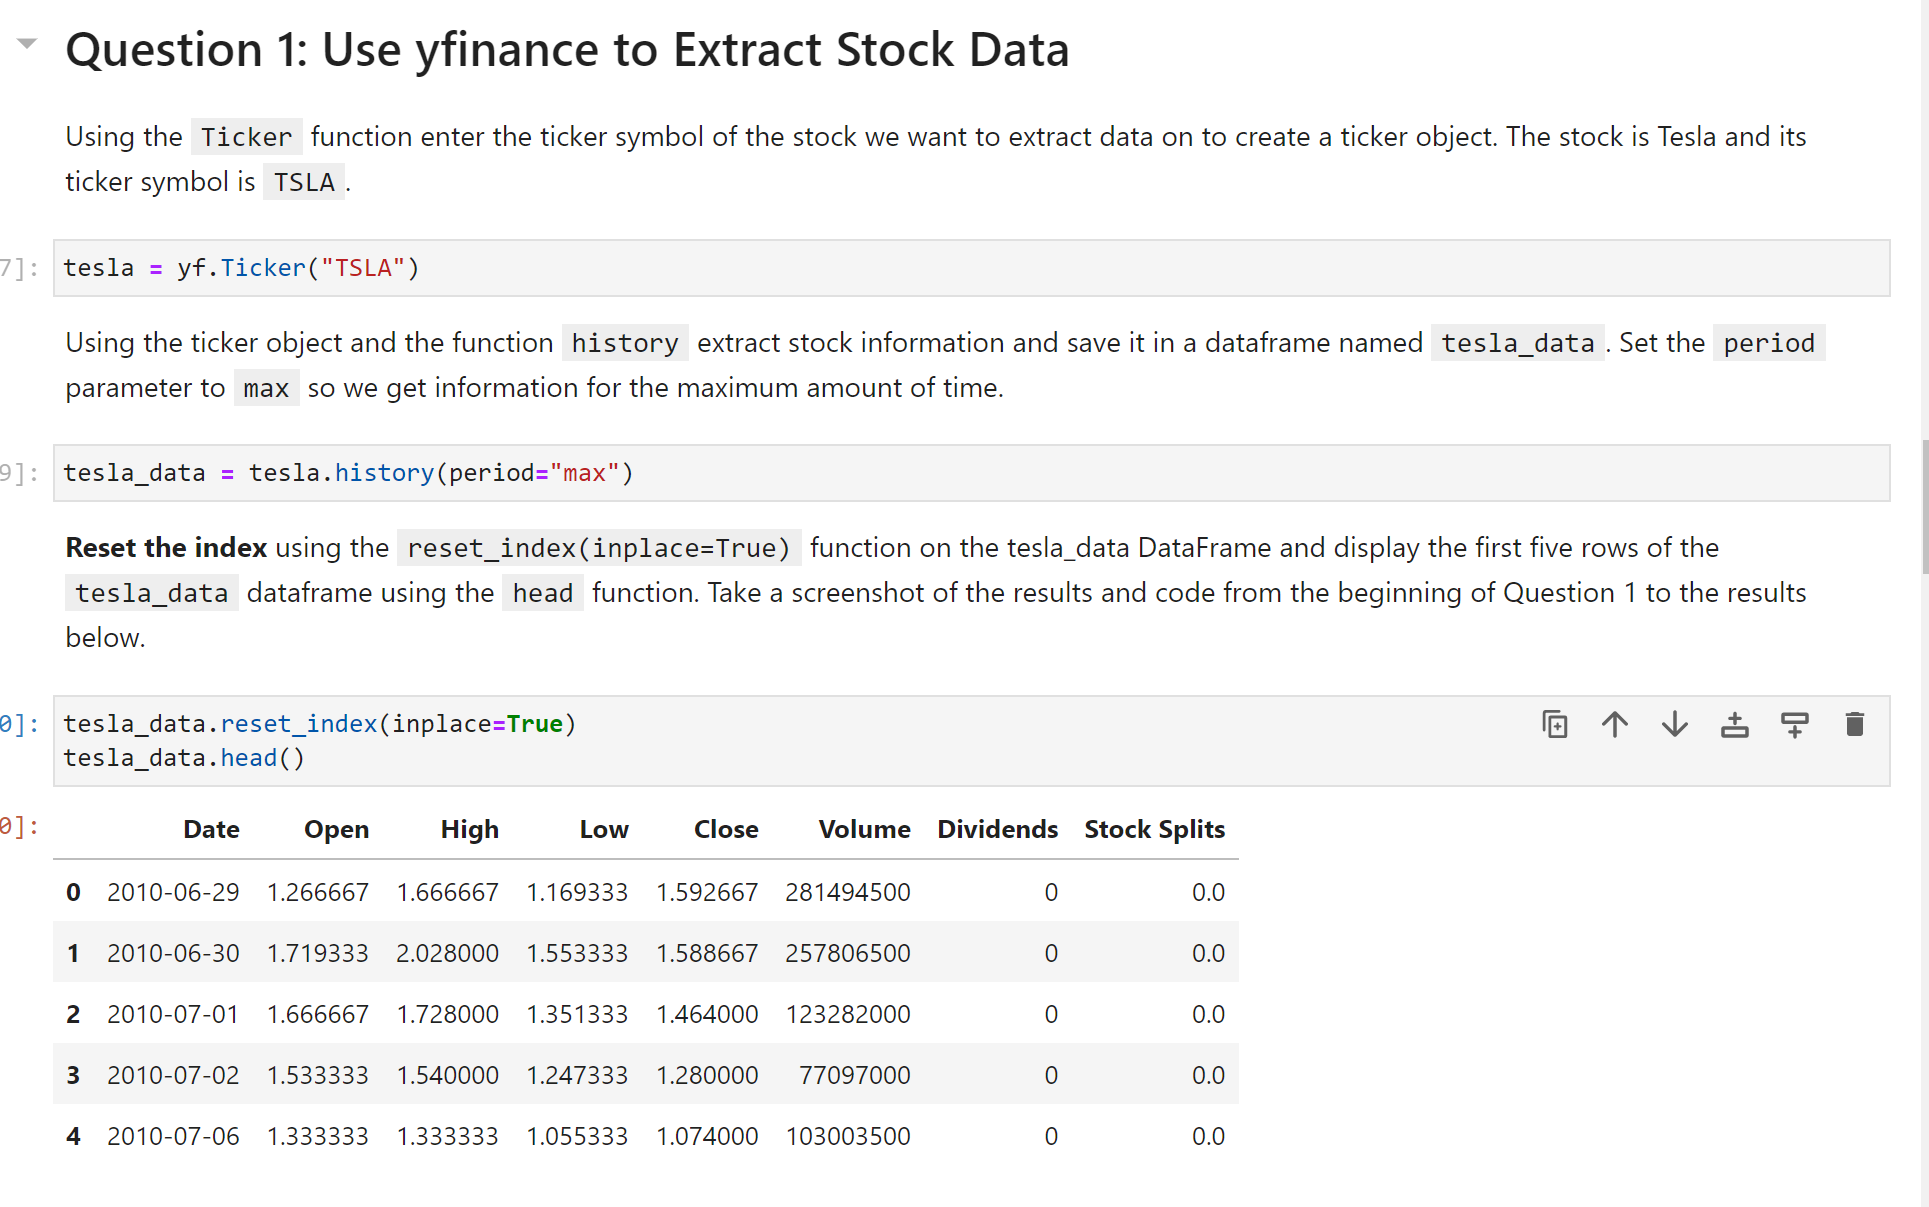 Question 1: Use yfinance to Extract Stock Data
Using the Ticker function enter the ticker symbol of the stock we want to extract data on to create a ticker object. The stock is Tesla and its
ticker symbol is TSLA .
7]: tesla = yf.Ticker("TSLA")
Using the ticker object and the function history extract stock information and save it in a dataframe named tesla_data . Set the period
parameter to max so we get information for the maximum amount of time.
9]: tesla_data = tesla.history(period="max")
Reset the index using the reset_index(inplace=True) function on the tesla_data DataFrame and display the first five rows of the
tesla_data dataframe using the head function. Take a screenshot of the results and code from the beginning of Question 1 to the results
below.
0]: tesla_data.reset_index(inplace=True)
tesla_data.head()
0]: Date Open High Low Close Volume Dividends Stock Splits
0 2010-06-29 1.266667 1.666667 1.169333 1.592667 281494500 0 0.0
1 2010-06-30 1.719333 2.028000 1.553333 1.588667 257806500 0 0.0
2 2010-07-01 1.666667 1.728000 1.351333 1.464000 123282000 0 0.0
3 2010-07-02 1.533333 1.540000 1.247333 1.280000 77097000 0 0.0
4 2010-07-06 1.333333 1.333333 1.055333 1.074000 103003500 0 0.0